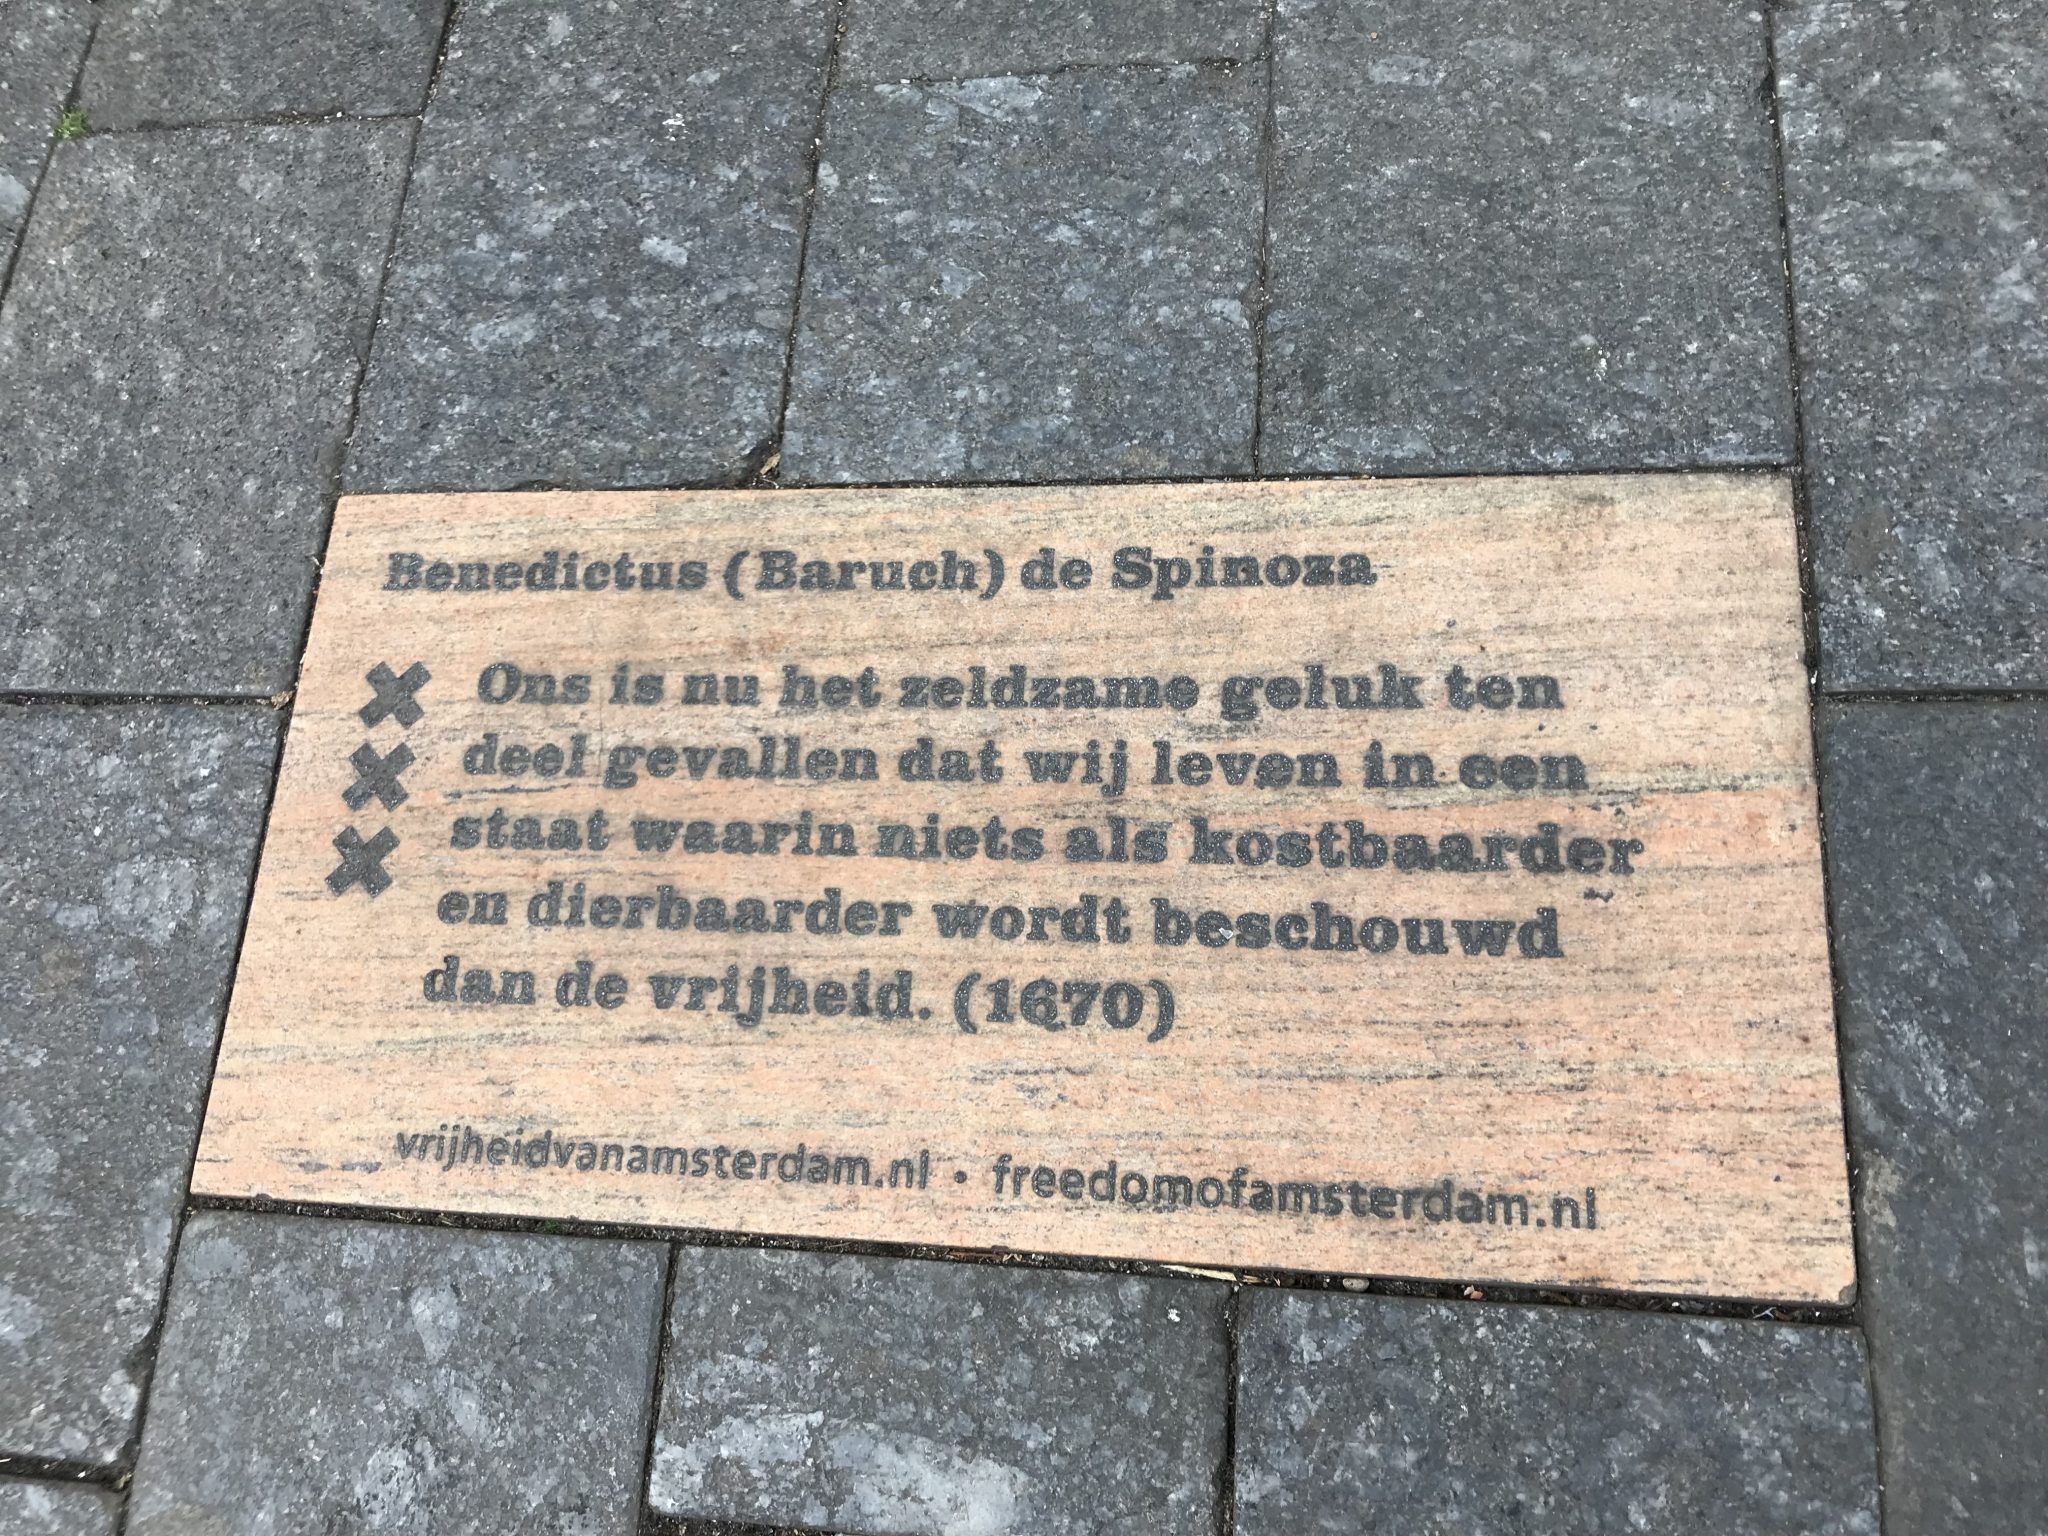 Benedictus (Baruch) de Spinoza
Ons is nu het zeldzame geluk ten
deel gevallen dat wij leven in een
staat waarin niets als kostbaarder
en dierbaarder wordt beschouwd
dan de vrijheid. (1670)
vrijheidvanamsterdam.nl • freedomofamsterdam.nl